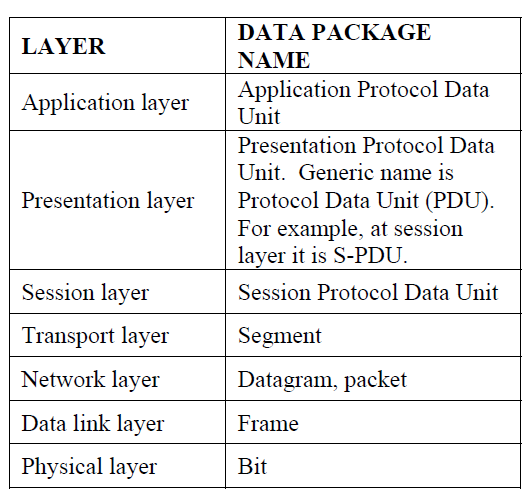 LAYER
DATA PACKAGE
NAME
Application layer
Application Protocol Data
Unit
Presentation layer
Presentation Protocol Data
Unit.  Generic name is
Protocol Data Unit (PDU).
For example, at session
layer it is S-PDU.
Session layer
Session Protocol Data Unit
Transport layer
Segment
Network layer
Datagram, packet
Data link layer
Frame
Physical layer
Bit